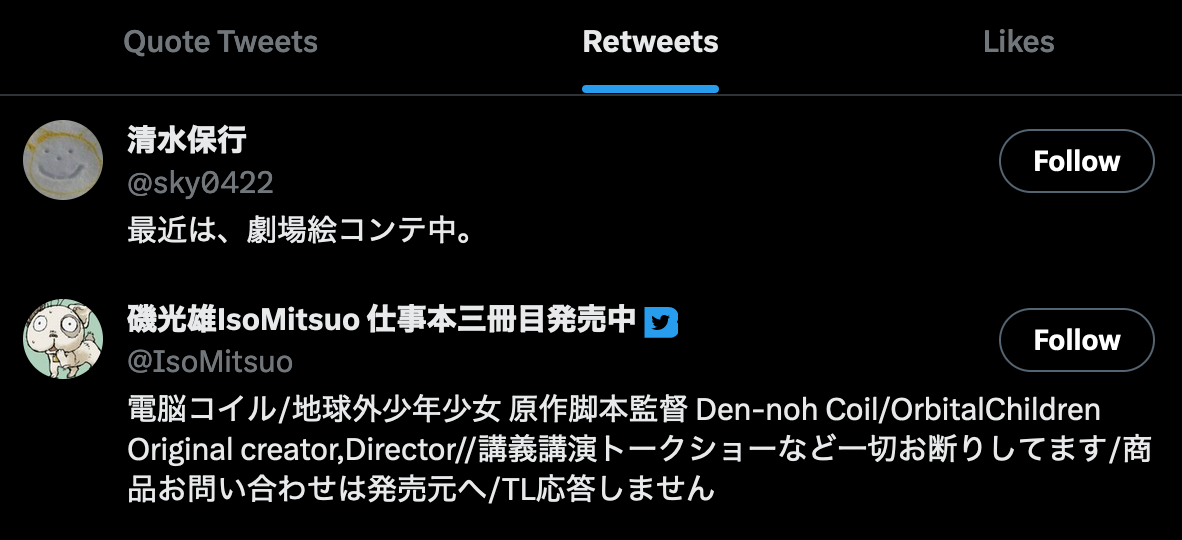 Quote Tweets
Retweets
Likes
清水保行
@sky0422
Follow
最近は、劇場絵コンテ中。
磯光雄IsoMitsuo 仕事本三冊目発売中
@IsoMitsuo
Follow
電脳コイル/地球外少年少女 原作脚本監督 Den-noh Coil/OrbitalChildren
Original creator,Director//講義講演トークショーなど一切お断りしてます/商
品お問い合わせは発売元へ/TL応答しません